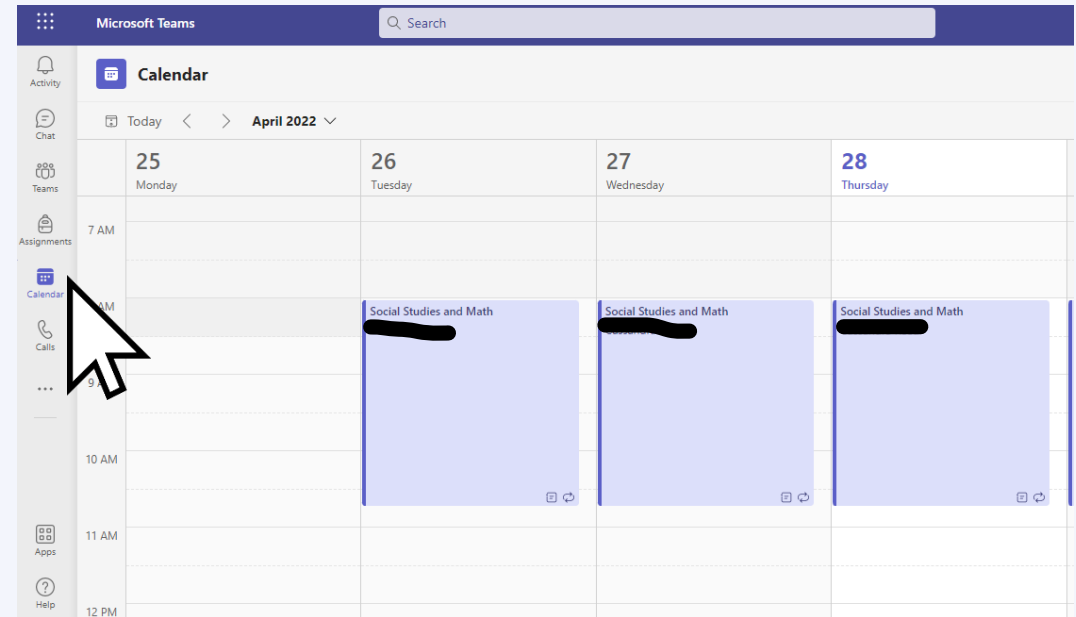 Microsoft Teams
Search
Activity
Chat
Teams
Assignments
Calendar
Calls
Apps
Help
Calendar
Today
April 2022
25
Monday
26
Tuesday
27
Wednesday
28
Thursday
7 AM
AM
9
10 AM
11 AM
12 PM
Social Studies and Math
Social Studies and Math
Social Studies and Math